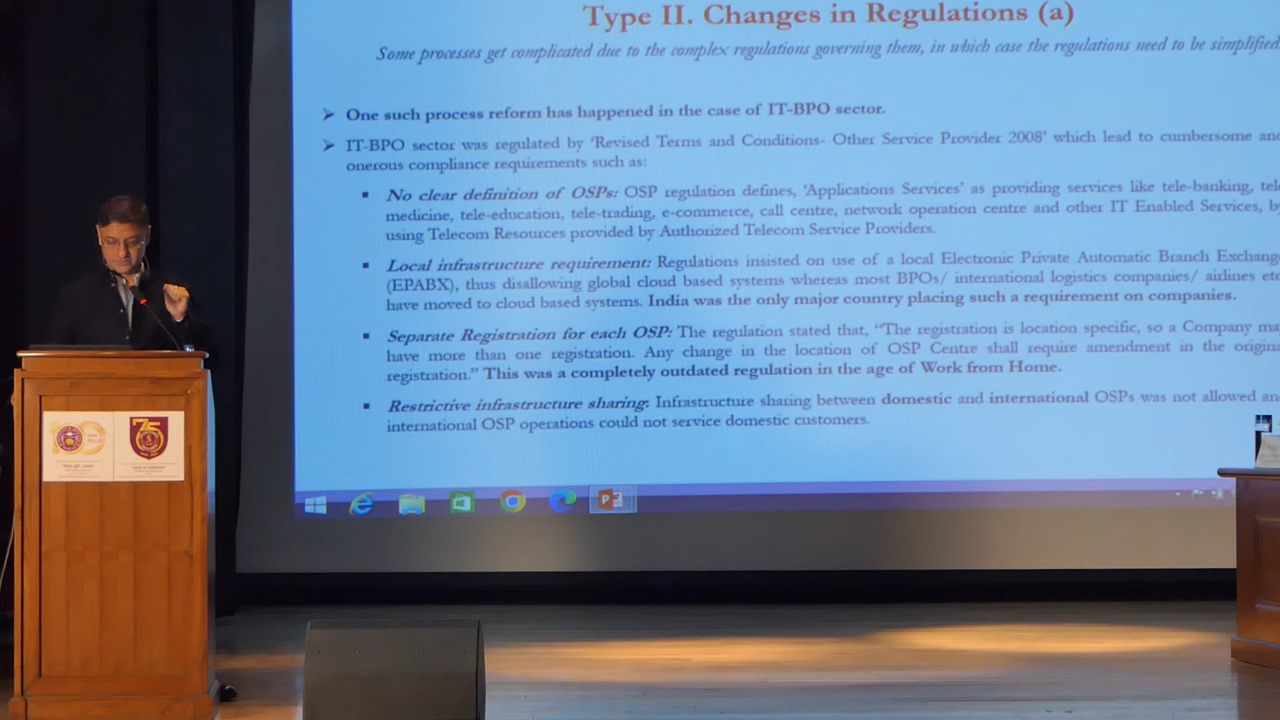 Type II. Changes in Regulations (a)
Some processes get complicated due to the complex regulations governing them, in which case the regulations need to be simplified.
One such process reform has happened in the case of IT-BPO sector.
IT-BPO sector was regulated by ‘Revised Terms and Conditions- Other Service Provider 2008’ which lead to cumbersome and
onerous compliance requirements such as:
No clear definition of OSPs: OSP regulation defines, ‘Applications Services’ as providing services like tele-banking, tel
medicine, tele-education, tele-trading, e-commerce, call centre, network operation centre and other IT Enabled Services, b
using Telecom Resources provided by Authorized Telecom Service Providers.
Local infrastructure requirement: Regulations insisted on use of a local Electronic Private Automatic Branch Exchange
(EPABX), thus disallowing global cloud based systems whereas most BPOs/ international logistics companies/ airlines etc
have moved to cloud based systems. India was the only major country placing such a requirement on companies.
Separate Registration for each OSP: The regulation stated that, “The registration is location specific, so a Company ma
have more than one registration. Any change in the location of OSP Centre shall require amendment in the origina
registration.” This was a completely outdated regulation in the age of Work from Home.
Restrictive infrastructure sharing: Infrastructure sharing between domestic and international OSPs was not allowed an
international OSP operations could not service domestic customers.
75